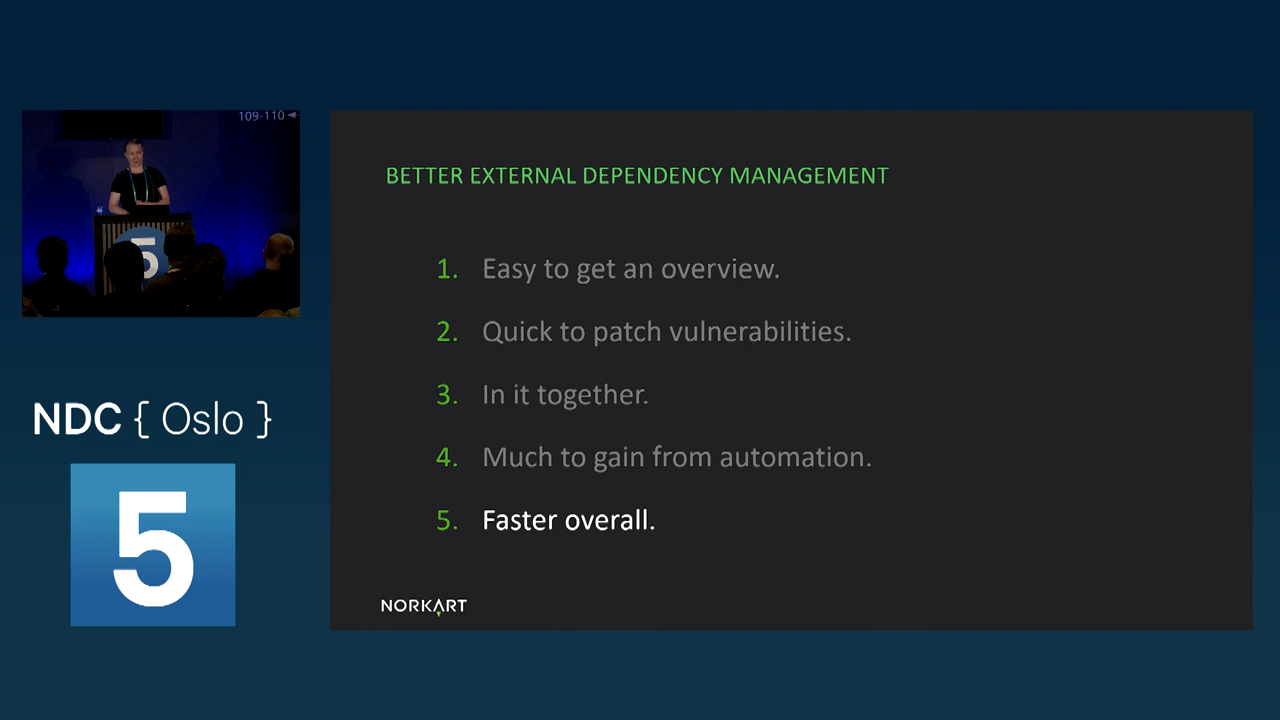 109-110
5
NDC { Oslo }
5
BETTER EXTERNAL DEPENDENCY MANAGEMENT
1. Easy to get an overview.
2. Quick to patch vulnerabilities.
3. In it together.
4. Much to gain from automation.
5. Faster overall.
NORKART